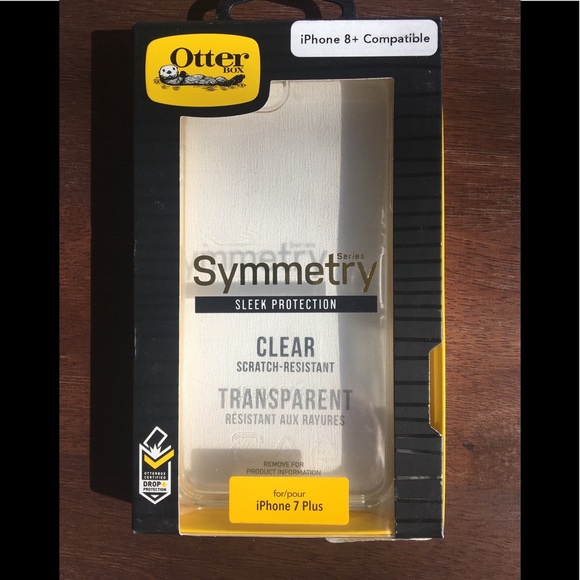 iPhone 8+ Compatible
Otter
BOX
Series
Symmetry
SLEEK PROTECTION
CLEAR
SCRATCH-RESISTANT
TRANSPARENT
RÉSISTANT AUX RAYURES
REMOVE FOR
PRODUCT INFORMATION
for/pour
iPhone 7 Plus
OTTERBOX
CERTIFIED
DROP+
PROTECTION